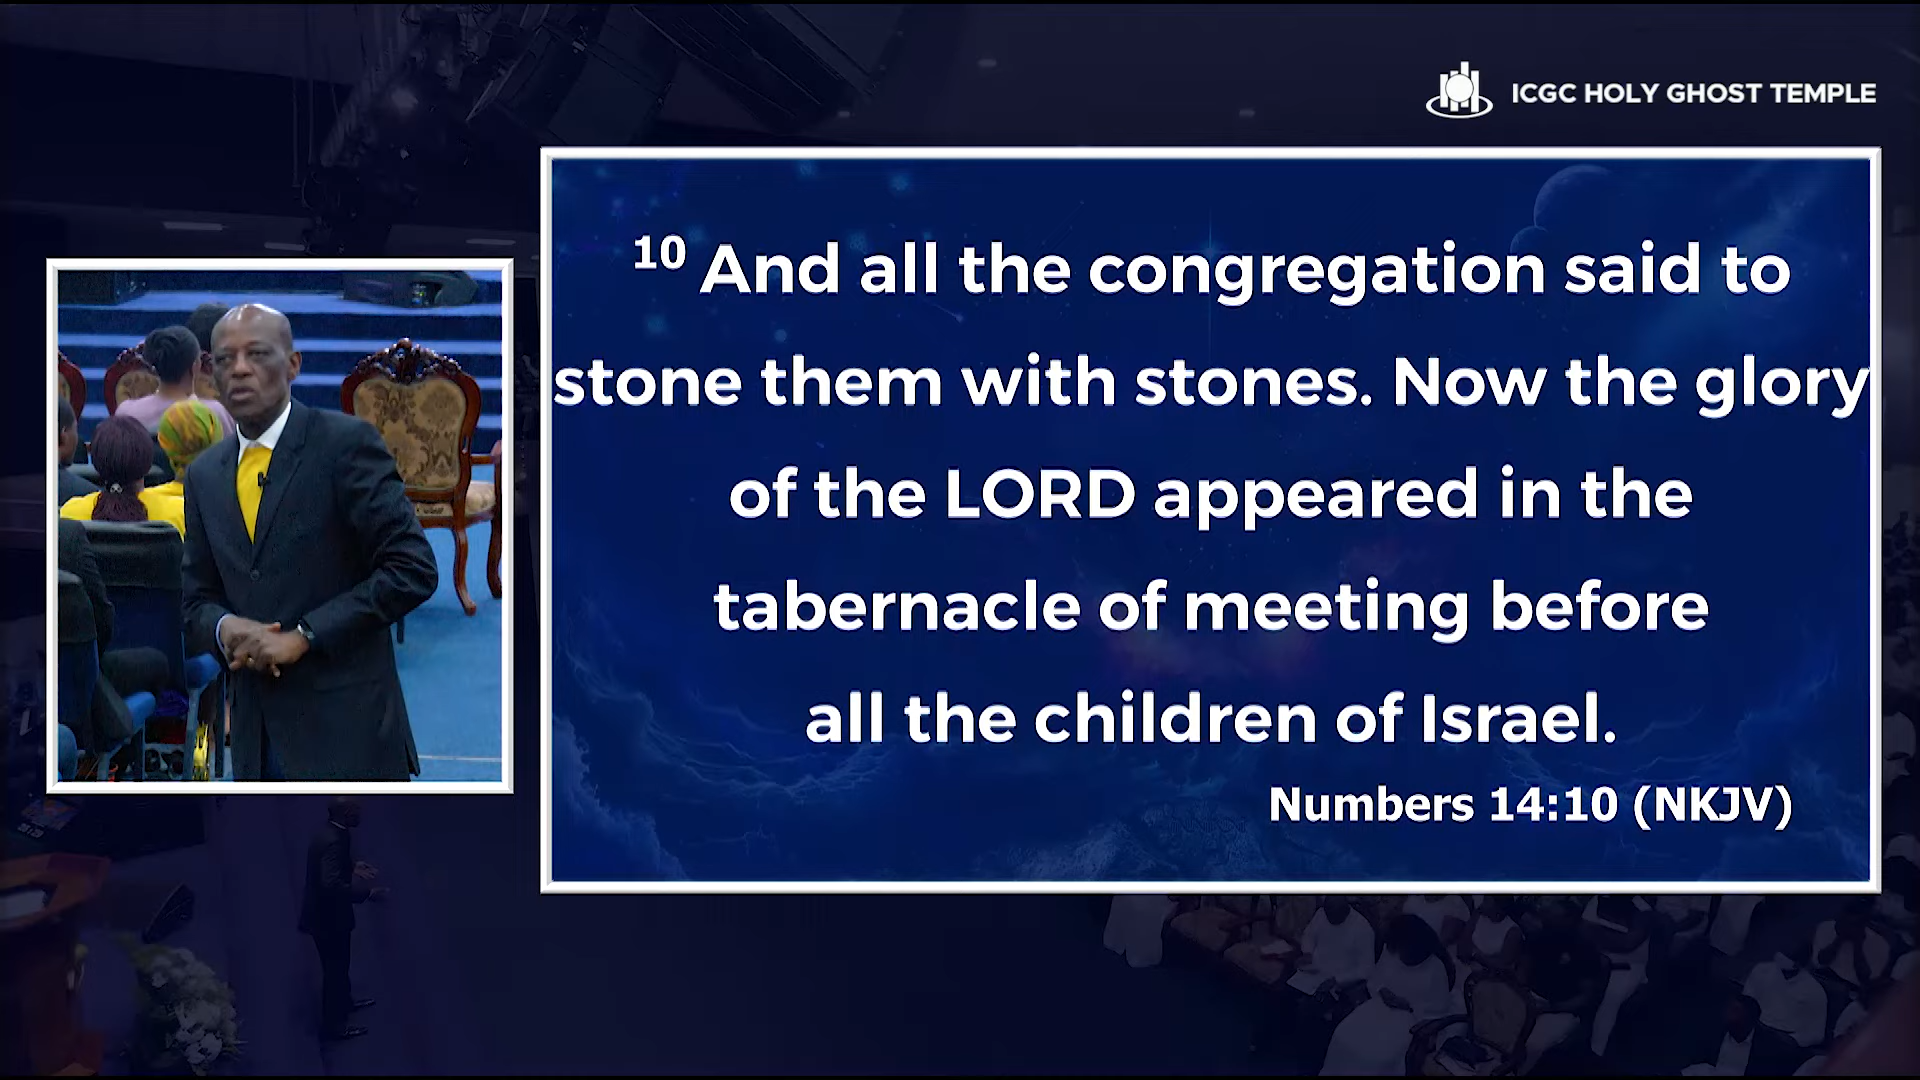 ICGC HOLY GHOST TEMPLE
10 And all the congregation said to
stone them with stones. Now the glory
of the LORD appeared in the
tabernacle of meeting before
all the children of Israel.
Numbers 14:10 (NKJV)